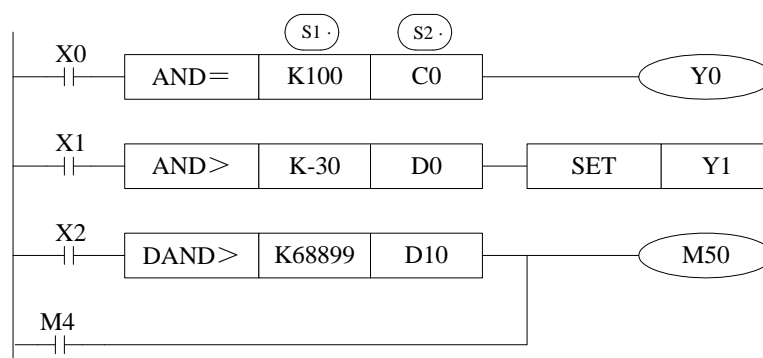 S1· S2·
X0 AND＝ K100 C0 Y0
X1 AND＞ K-30 D0 SET Y1
X2 DAND＞ K68899 D10 M50
M4